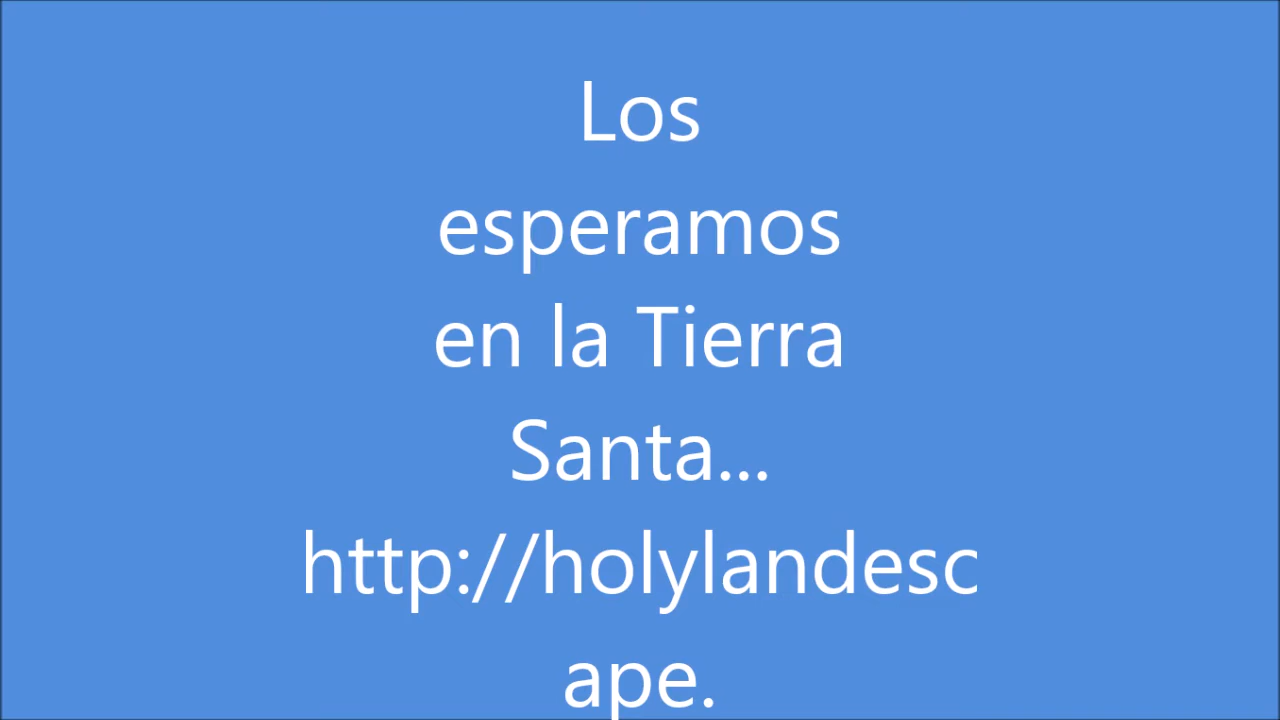 Los
esperamos
en la Tierra
Santa...
http://holylandesc
ape.